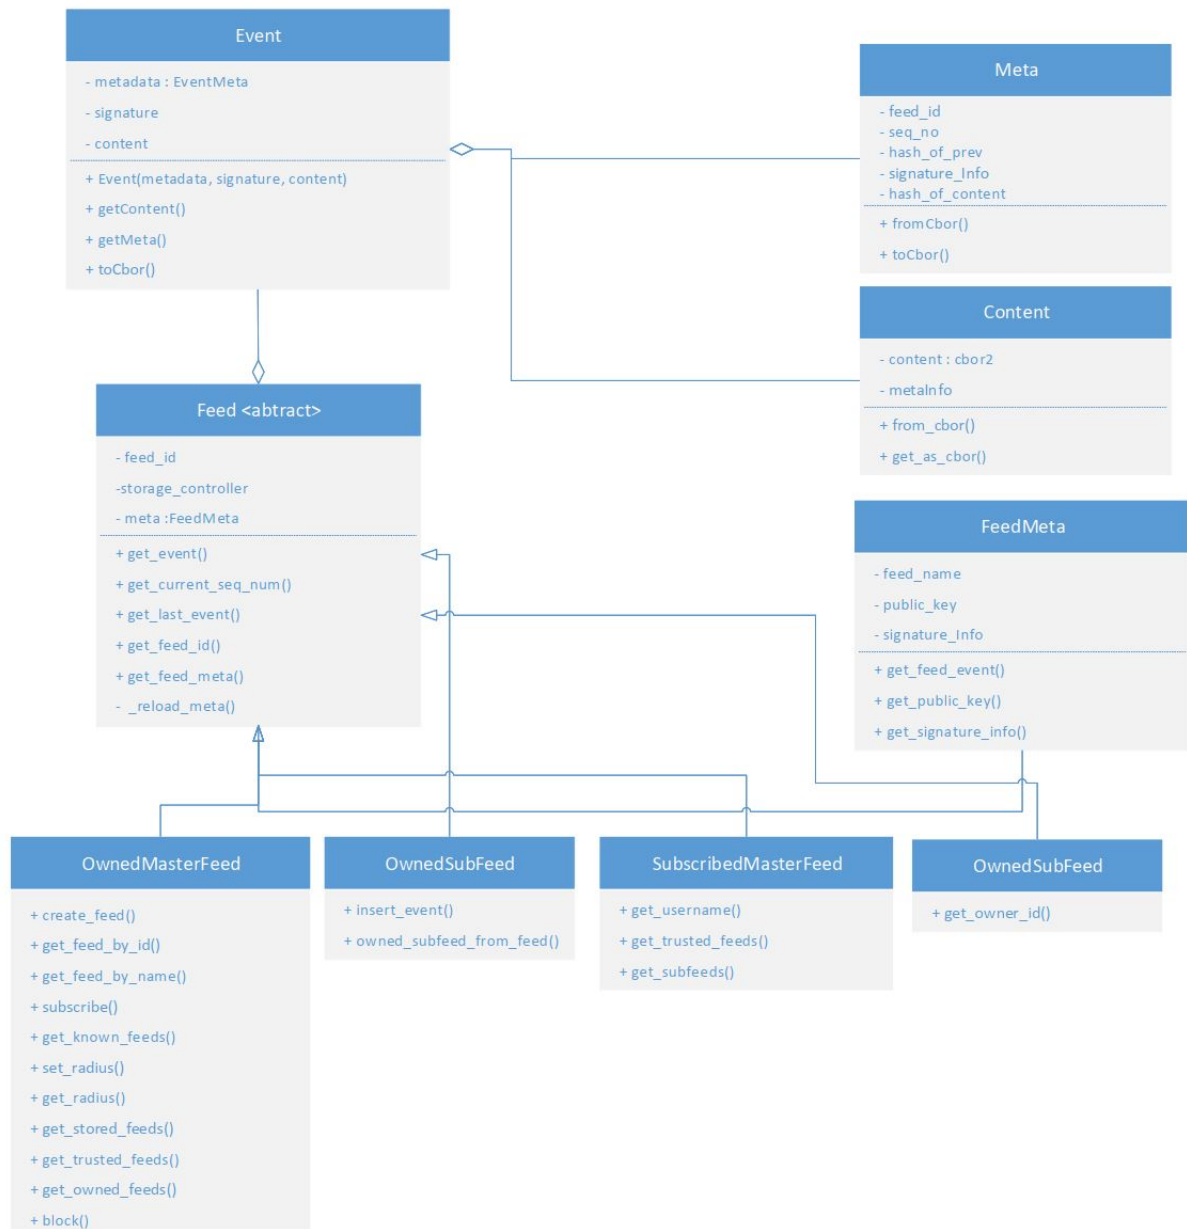 Event
- metadata : EventMeta
- signature
- content
+ Event(metadata, signature, content)
+ getContent()
+ getMeta()
+ toCbor()
Meta
- feed_id
- seq_no
- hash_of_prev
- signature_Info
- hash_of_content
+ fromCbor()
+ toCbor()
Content
- content : cbor2
- metaInfo
+ from_cbor()
+ get_as_cbor()
Feed <abtract>
- feed_id
-storage_controller
- meta :FeedMeta
+ get_event()
+ get_current_seq_num()
+ get_last_event()
+ get_feed_id()
+ get_feed_meta()
- _reload_meta()
FeedMeta
- feed_name
- public_key
- signature_Info
+ get_feed_event()
+ get_public_key()
+ get_signature_info()
OwnedMasterFeed
+ create_feed()
+ get_feed_by_id()
+ get_feed_by_name()
+ subscribe()
+ get_known_feeds()
+ set_radius()
+ get_radius()
+ get_stored_feeds()
+ get_trusted_feeds()
+ get_owned_feeds()
+ block()
OwnedSubFeed
+ insert_event()
+ owned_subfeed_from_feed()
SubscribedMasterFeed
+ get_username()
+ get_trusted_feeds()
+ get_subfeeds()
OwnedSubFeed
+ get_owner_id()